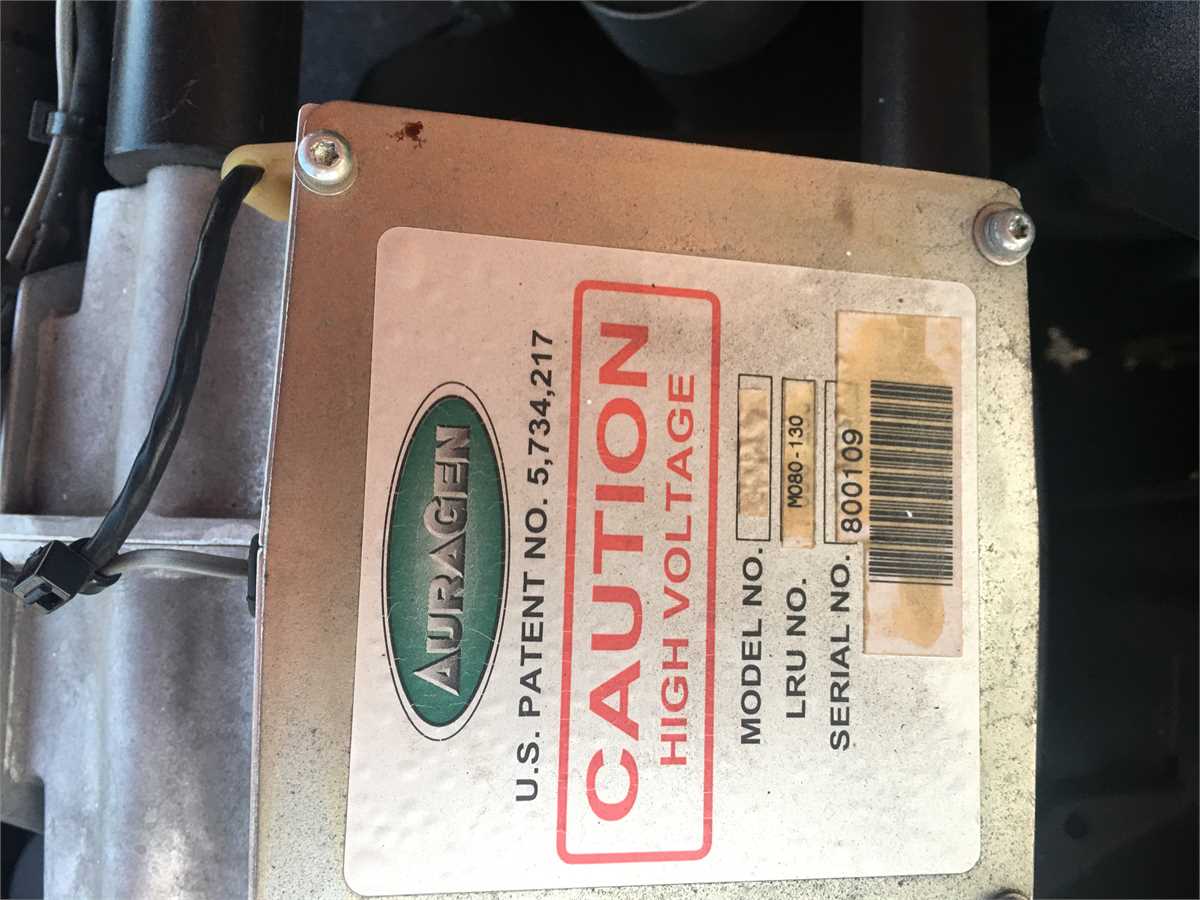 AURAGEN
U.S. PATENT NO. 5,734,217
CAUTION
HIGH VOLTAGE
MODEL NO.
LRU NO. M080-130
SERIAL NO. 800109